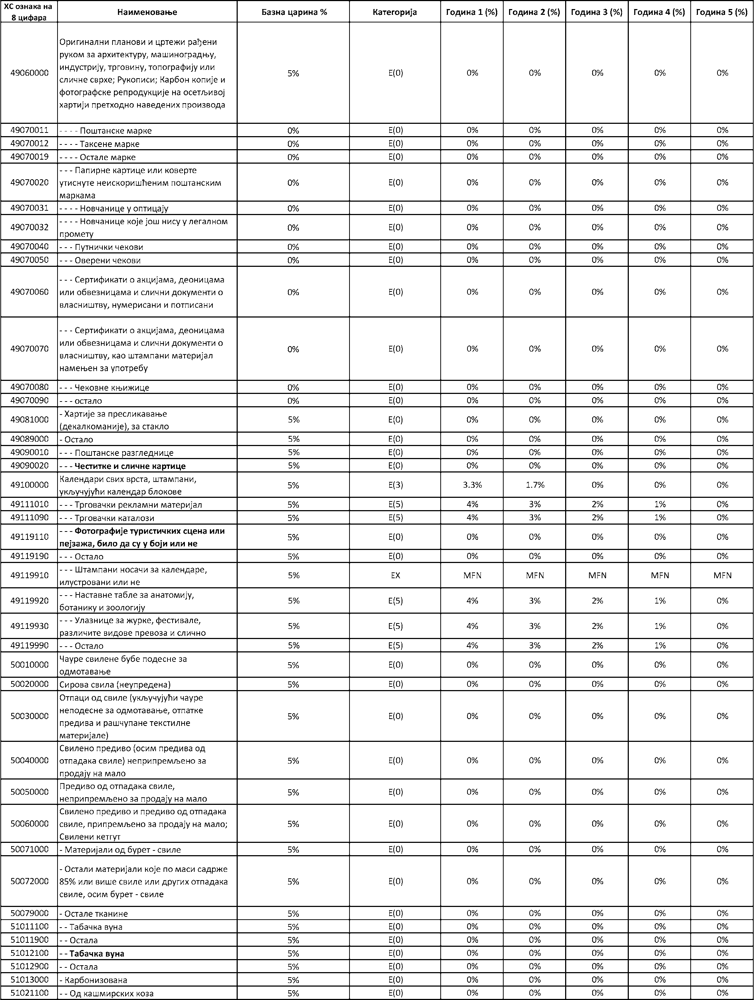 ХС ознака на 8 цифара Наименовање Базна царина % Категорија Година 1 (%) Година 2 (%) Година 3 (%) Година 4 (%) Година 5 (%)
49060000 Оригинални планови и цртежи рађени
руком за архитектуру, машиноградњу,
индустрију, трговину, топографију или
сличне сврхе; Рукописи; Карбон копије и
фотографске репродукције на осетљивој
хартији претходно наведених производа 5% E(0) 0% 0% 0% 0% 0%
49070011 - - - - Поштанске марке 0% E(0) 0% 0% 0% 0% 0%
49070012 - - - - Таксене марке 0% E(0) 0% 0% 0% 0% 0%
49070019 - - - - Остале марке 0% E(0) 0% 0% 0% 0% 0%
49070020 - - - Папирне картице или коверте
утиснуте неискоришћеним поштанским
маркама 0% E(0) 0% 0% 0% 0% 0%
49070031 - - - - Новчанице у оптицају 0% E(0) 0% 0% 0% 0% 0%
49070032 - - - - Новчанице које још нису у легалном
промету 0% E(0) 0% 0% 0% 0% 0%
49070040 - - - Путнички чекови 0% E(0) 0% 0% 0% 0% 0%
49070050 - - - Оверени чекови 0% E(0) 0% 0% 0% 0% 0%
49070060 - - - Сертификати о акцијама, деоницама
или обвезницама и слични документи о
власништву, нумерисани и потписани 0% E(0) 0% 0% 0% 0% 0%
49070070 - - - Сертификати о акцијама, деоницама
или обвезницама и слични документи о
власништву, као штампани материјал
намењен за употребу 0% E(0) 0% 0% 0% 0% 0%
49070080 - - - Чековне књижице 0% E(0) 0% 0% 0% 0% 0%
49070090 - - - остало 0% E(0) 0% 0% 0% 0% 0%
49081000 - Хартије за пресликавање
(декалкоманије), за стакло 5% E(0) 0% 0% 0% 0% 0%
49089000 - Остало 5% E(0) 0% 0% 0% 0% 0%
49090010 - - - Поштанске разгледнице 5% E(0) 0% 0% 0% 0% 0%
49090020 - - - Честитке и сличне картице 5% E(0) 0% 0% 0% 0% 0%
49100000 Календари свих врста, штампани,
укључујући календар блокове 5% E(3) 3.3% 1.7% 0% 0% 0%
49111010 - - - Трговачки рекламни материјал 5% E(5) 4% 3% 2% 1% 0%
49111090 - - - Трговачки каталози 5% E(5) 4% 3% 2% 1% 0%
49119110 - - - Фотографије туристичких сцена или
пејзажа, било да су у боји или не 5% E(0) 0% 0% 0% 0% 0%
49119190 - - - Остало 5% E(0) 0% 0% 0% 0% 0%
49119910 - - - Штампани носачи за календаре,
илустровани или не 5% EX MFN MFN MFN MFN MFN
49119920 - - - Наставне табле за анатомију,
ботанику и зоологију 5% E(5) 4% 3% 2% 1% 0%
49119930 - - - Улазнице за журке, фестивале,
различите видове превоза и слично 5% E(5) 4% 3% 2% 1% 0%
49119990 - - - Остало 5% E(5) 4% 3% 2% 1% 0%
50010000 Чауре свилене бубе подесне за
одмотавање 5% E(0) 0% 0% 0% 0% 0%
50020000 Сирова свила (неупредена) 5% E(0) 0% 0% 0% 0% 0%
50030000 Отпаци од свиле (укључујући чауре
неподесне за одмотавање, отпатке
предива и рашчупане текстилне
материјале) 5% E(0) 0% 0% 0% 0% 0%
50040000 Свилено предиво (осим предива од
отпадака свиле) неприпремљено за
продају на мало 5% E(0) 0% 0% 0% 0% 0%
50050000 Предиво од отпадака свиле,
неприпремљено за продају на мало 5% E(0) 0% 0% 0% 0% 0%
50060000 Свилено предиво и предиво од отпадака
свиле, припремљено за продају на мало;
Свилени кетгут 5% E(0) 0% 0% 0% 0% 0%
50071000 - Материјали од бурет - свиле 5% E(0) 0% 0% 0% 0% 0%
50072000 - Остали материјали које по маси садрже
85% или више свиле или других отпадака
свиле, осим бурет - свиле 5% E(0) 0% 0% 0% 0% 0%
50079000 - Остале тканине 5% E(0) 0% 0% 0% 0% 0%
51011100 - - Табачка вуна 5% E(0) 0% 0% 0% 0% 0%
51011900 - - Остала 5% E(0) 0% 0% 0% 0% 0%
51012100 - - Табачка вуна 5% E(0) 0% 0% 0% 0% 0%
51012900 - - Остала 5% E(0) 0% 0% 0% 0% 0%
51013000 - Карбонизована 5% E(0) 0% 0% 0% 0% 0%
51021100 - - Од кашмирских коза 5% E(0) 0% 0% 0% 0% 0%